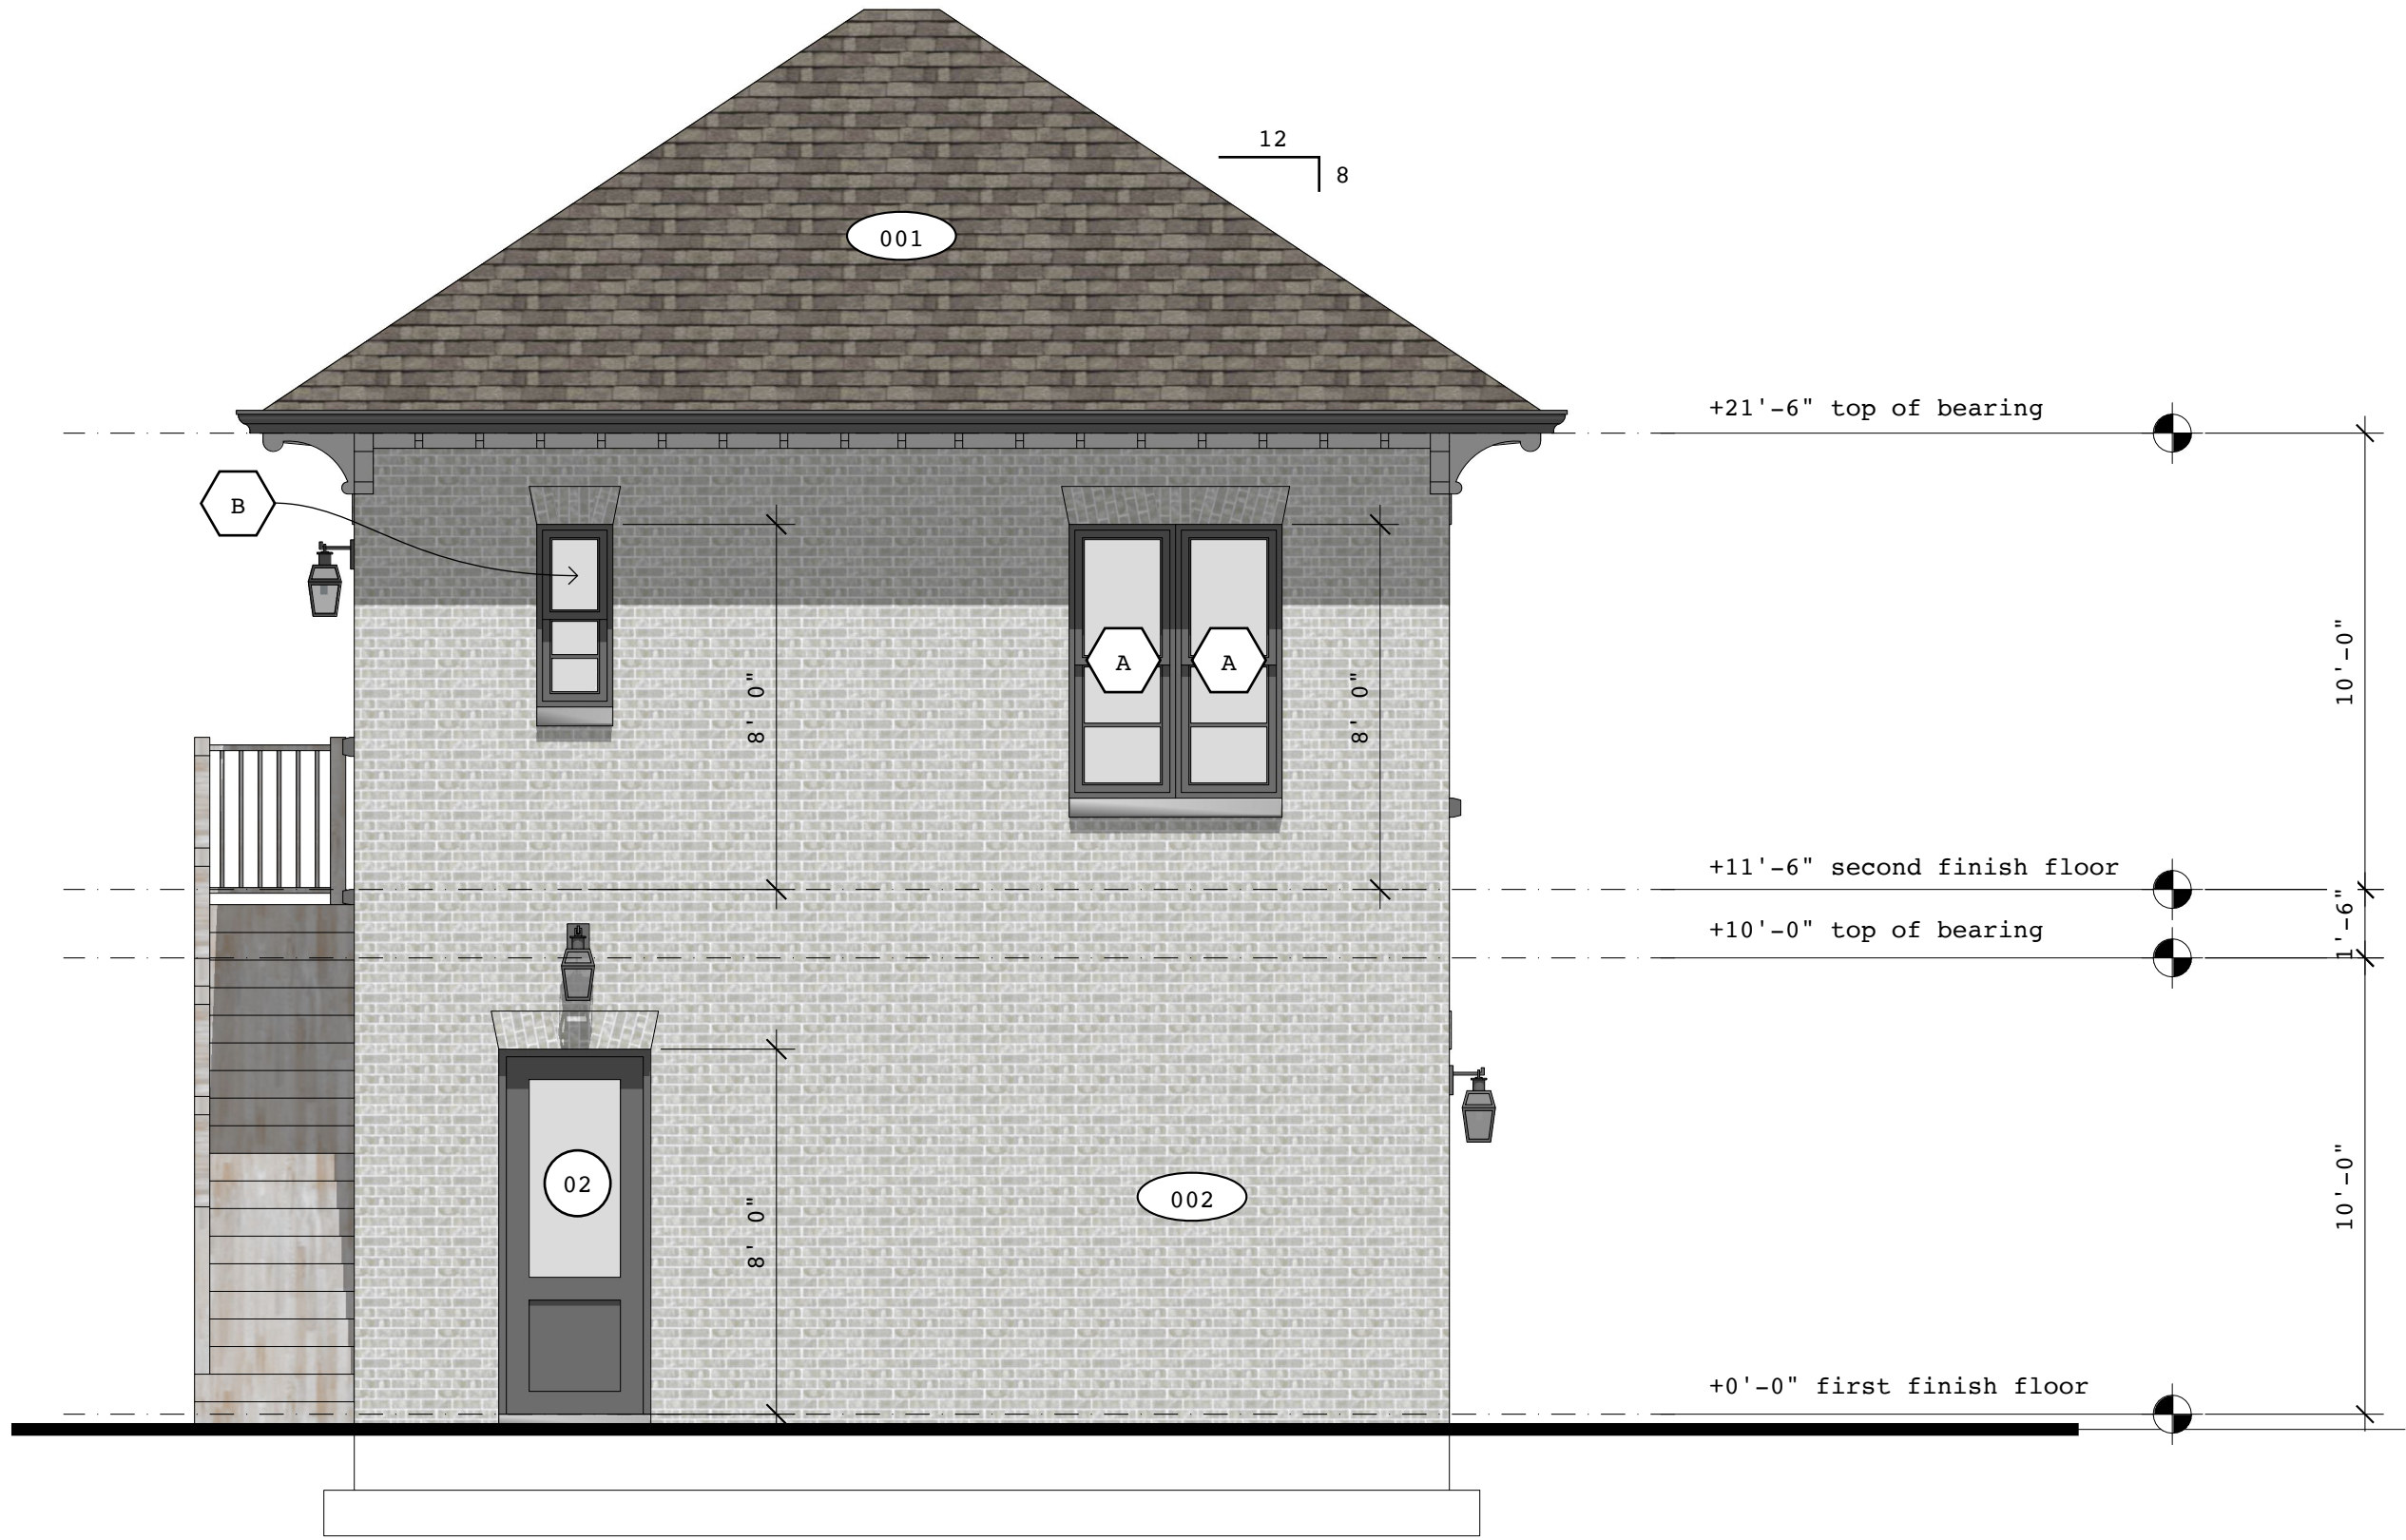 12
8
001
+21'-6" top of bearing
B
10'-0"
A
A
8' 0"
8' 0"
+11'-6" second finish floor
1'-6"
+10'-0" top of bearing
02
8' 0"
002
10'-0"
+0'-0" first finish floor